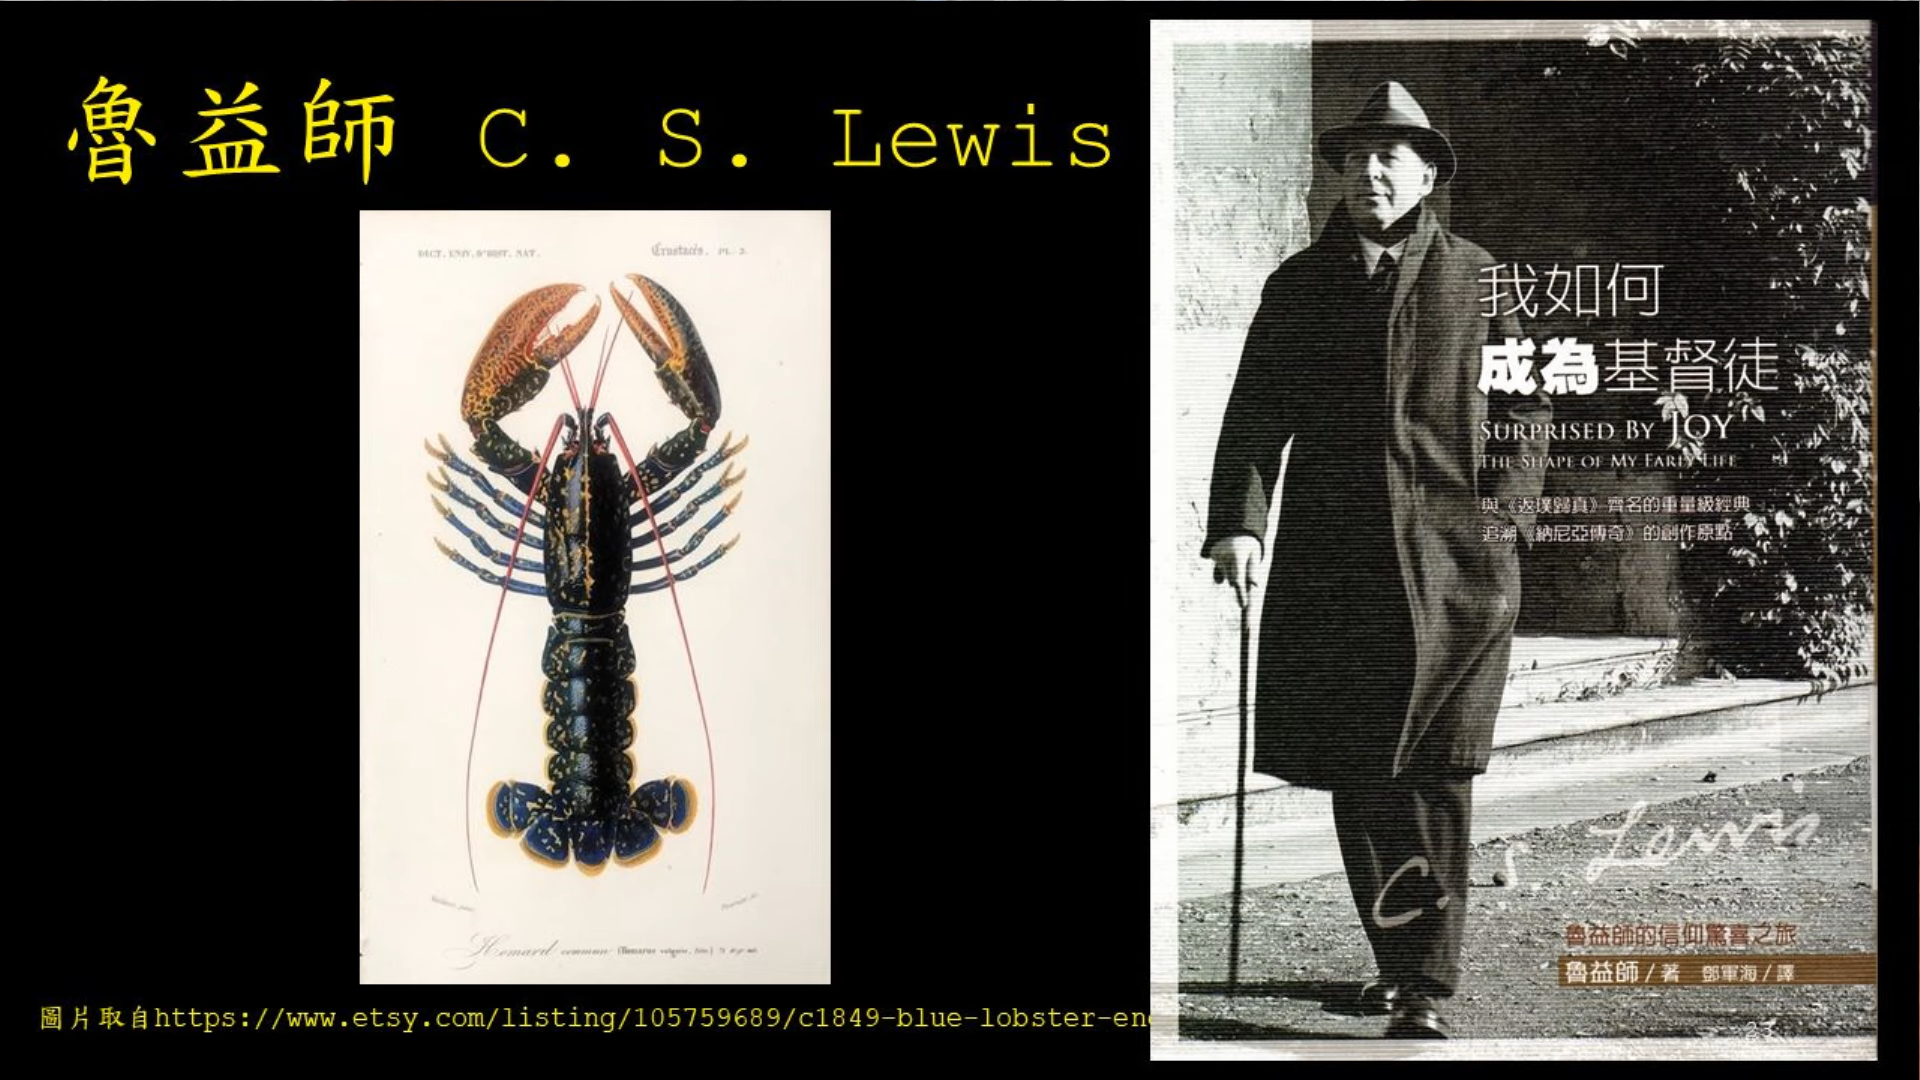 魯益師 C. S. Lewis
DICT. UNIV. D'HIST. NAT.
Crustacés. PL. 2.
Homard commun (Homarus vulgaris,
圖片取自https://www.etsy.com/listing/105759689/c1849-blue-lobster-en
我如何
成為基督徒
SURPRISED BY JOY
THE SHAPE OF MY EARLY LIFE
與《返璞歸真》齊名的重量級經典
追溯《納尼亞傳奇》的創作原點
C. S. Lewis
魯益師的信仰驚喜之旅
魯益師/著 鄧軍海/譯
23